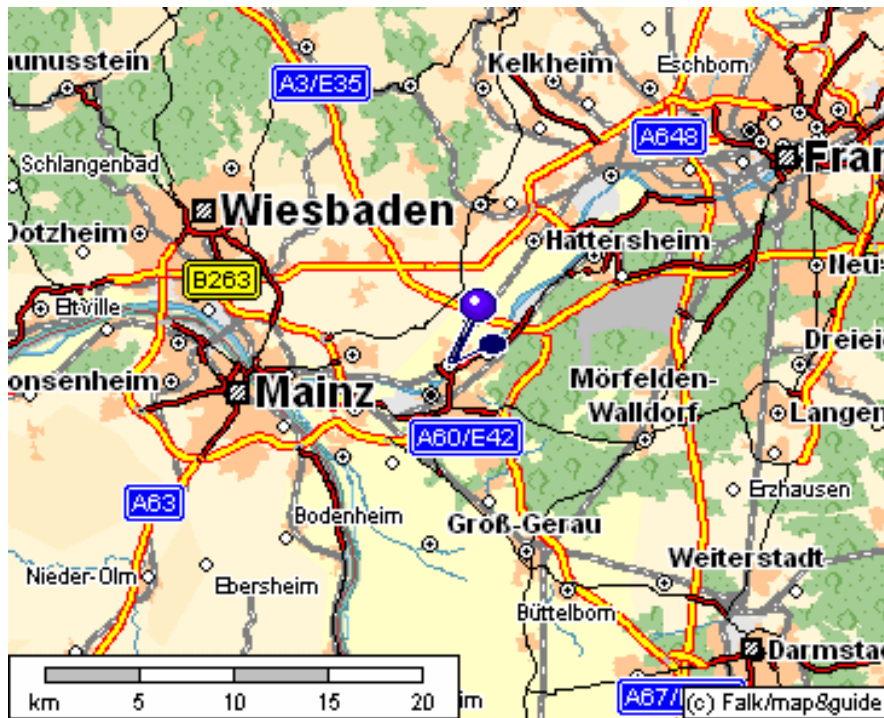 aunusstein
A3/E35
Kelkheim
Eschborn
A648
Fran
Schlangenbad
Wiesbaden
Dotzheim
Hattersheim
Neu-
B263
Eltville
Dreieic
onsenheim
Mainz
Mörfelden-
Walldorf
Langen
A60/E42
A63
Bodenheim
Groß-Gerau
Erzhausen
Weiterstadt
Nieder-Olm
Ebersheim
Büttelborn
Darmstad
km 5 10 15 20
im
A67/
(c) Falk/map&guide